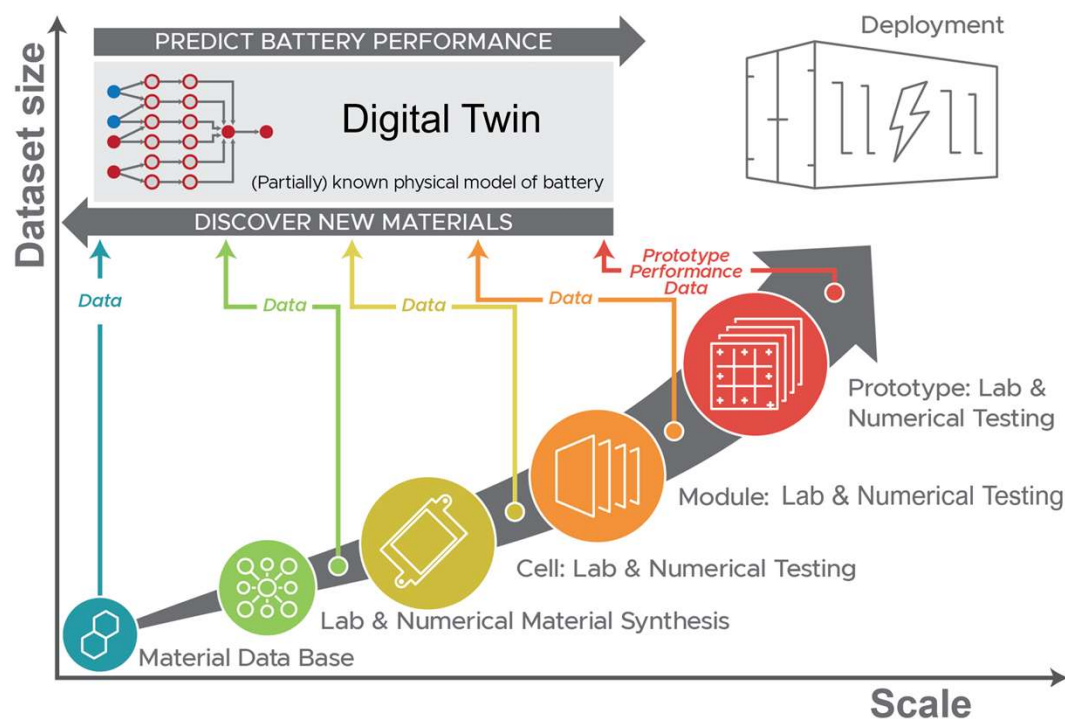 Dataset size
PREDICT BATTERY PERFORMANCE
Digital Twin
(Partially) known physical model of battery
DISCOVER NEW MATERIALS
Deployment
Data
Data
Data
Data
Prototype
Performance
Data
Prototype: Lab &
Numerical Testing
Module: Lab & Numerical Testing
Cell: Lab & Numerical Testing
Lab & Numerical Material Synthesis
Material Data Base
Scale